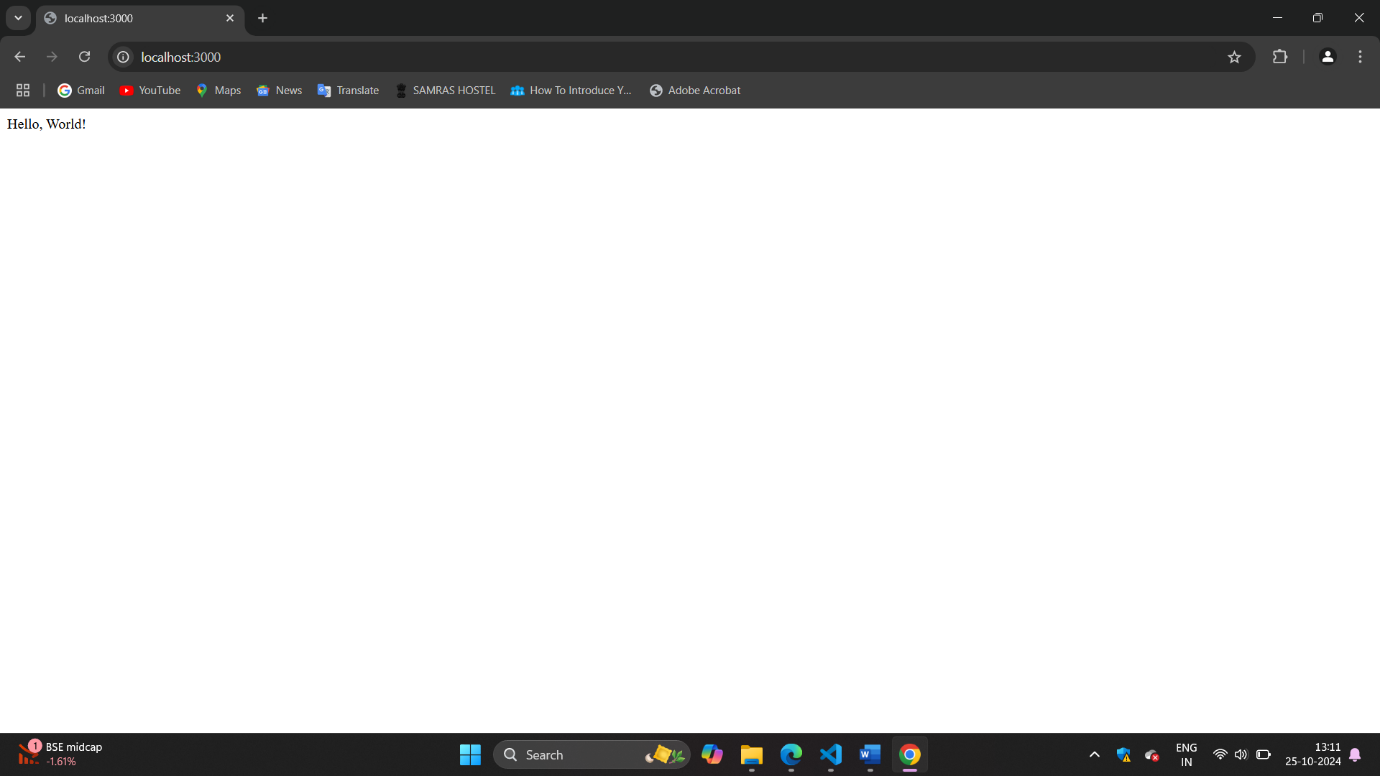 localhost:3000
localhost:3000
Gmail YouTube Maps News Translate SAMRAS HOSTEL How To Introduce Y... Adobe Acrobat
Hello, World!
1 BSE midcap
-1.61%
Search
ENG
IN
13:11
25-10-2024